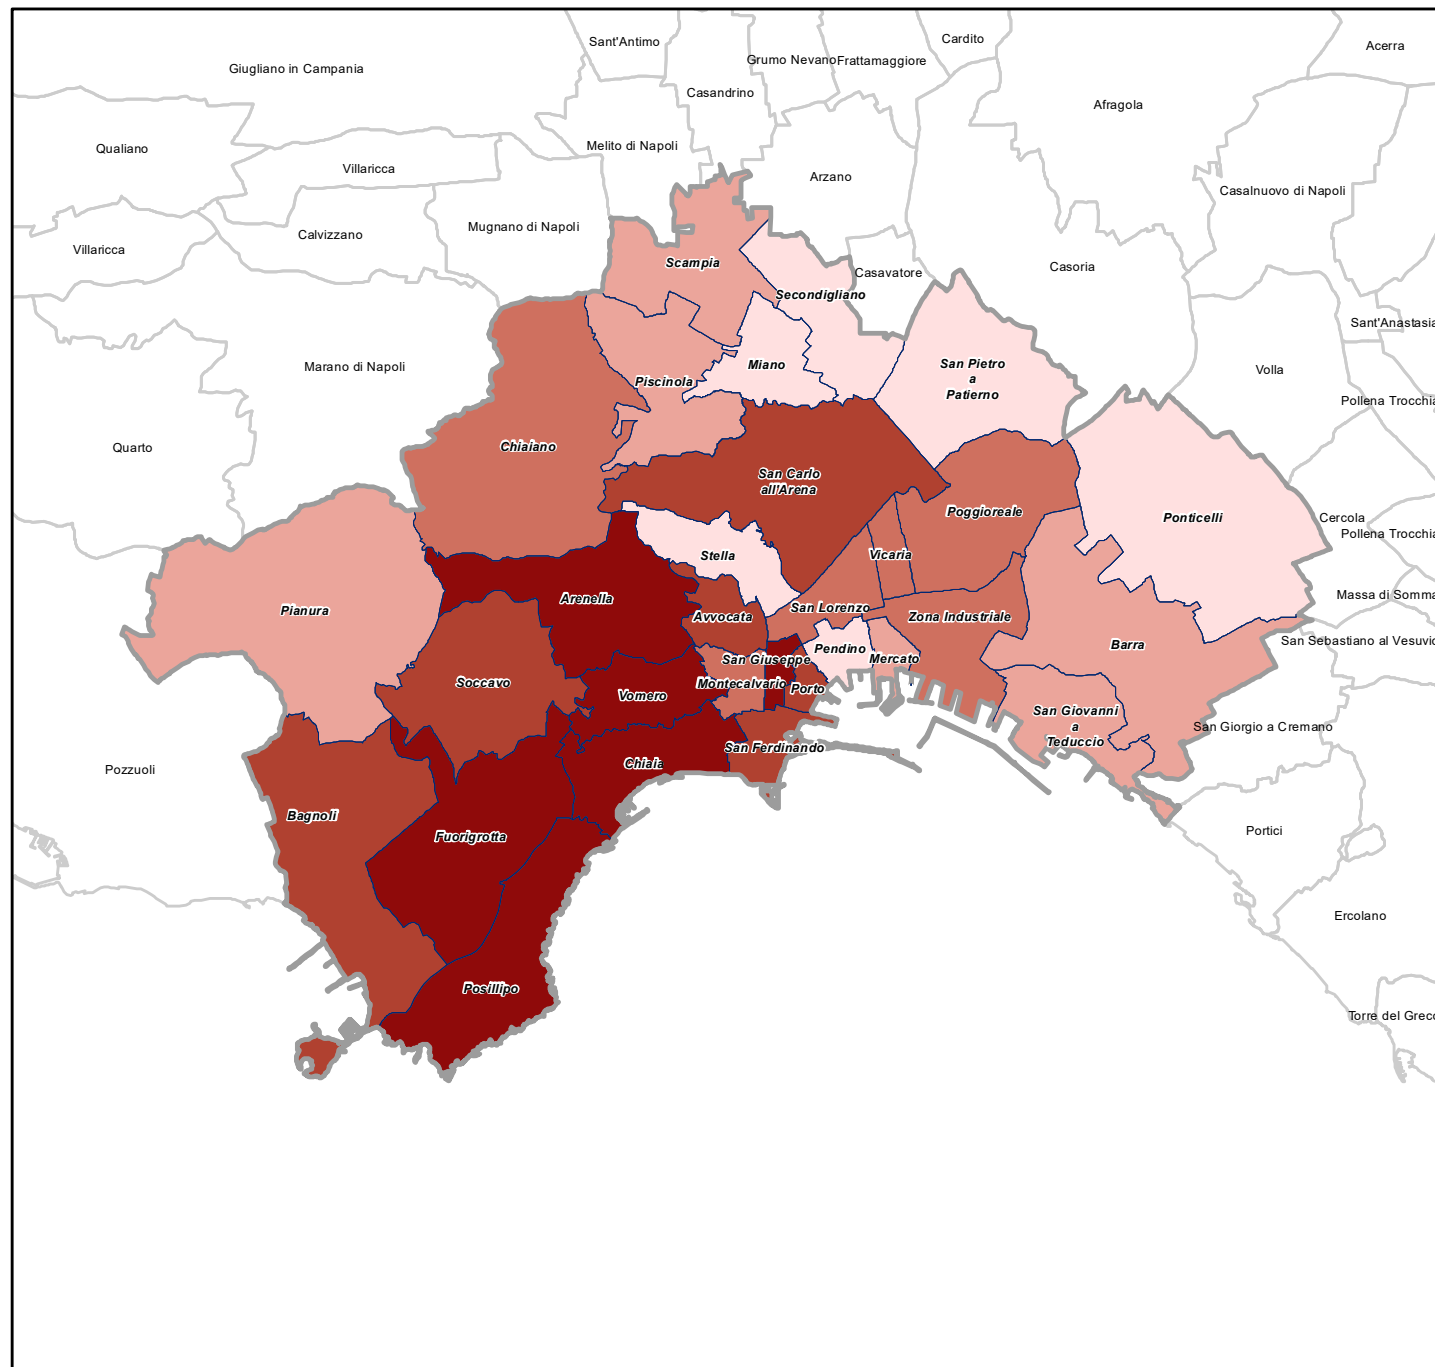 Sant'Antimo
Cardito
Acerra
Grumo Nevano
Frattamaggiore
Giugliano in Campania
Casandrino
Afragola
Qualiano
Melito di Napoli
Villaricca
Arzano
Casalnuovo di Napoli
Mugnano di Napoli
Calvizzano
Villaricca
Scampia
Casavatore
Casoria
Secondigliano
Sant'Anastasia
Marano di Napoli
Miano
San Pietro
a
Patierno
Volla
Piscinola
Pollena Trocchia
Quarto
Chiaiano
San Carlo
all'Arena
Poggioreale
Ponticelli
Cercola
Pollena Trocchia
Stella
Vicaria
Massa di Somma
Pianura
Arenella
Avvocata
San Lorenzo
Zona Industriale
San Sebastiano al Vesuvio
Pendino
Mercato
Barra
San Giuseppe
Soccavo
Vomero
Montecalvario
Porto
San Giovanni
a
Teduccio
San Giorgio a Cremano
San Ferdinando
Chiaia
Pozzuoli
Bagnoli
Fuorigrotta
Portici
Ercolano
Posillipo
Torre del Greco